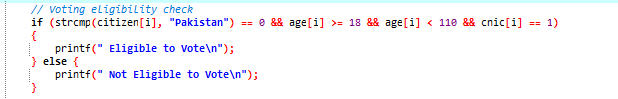 // Voting eligibility check
if (strcmp(citizen[i], "Pakistan") == 0 && age[i] >= 18 && age[i] < 110 && cnic[i] == 1)
{
printf(" Eligible to Vote\n");
} else {
printf(" Not Eligible to Vote\n");
}